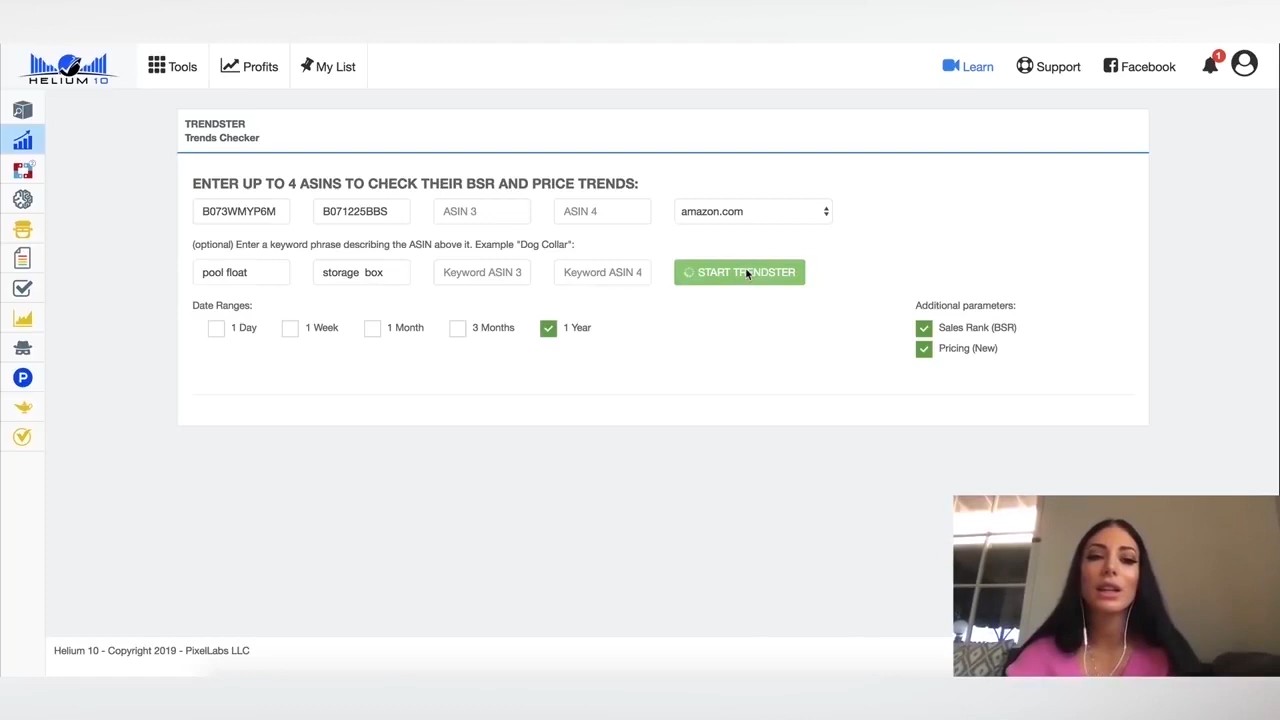 HELIUM 10
Tools
Profits
My List
Learn
Support
Facebook
1
TRENDSTER
Trends Checker
ENTER UP TO 4 ASINS TO CHECK THEIR BSR AND PRICE TRENDS:
B073WMYP6M
B071225BBS
ASIN 3
ASIN 4
amazon.com
(optional) Enter a keyword phrase describing the ASIN above it. Example "Dog Collar":
pool float
storage box
Keyword ASIN 3
Keyword ASIN 4
START TRENDSTER
Date Ranges:
1 Day
1 Week
1 Month
3 Months
1 Year
Additional parameters:
Sales Rank (BSR)
Pricing (New)
P
Helium 10 - Copyright 2019 - PixelLabs LLC